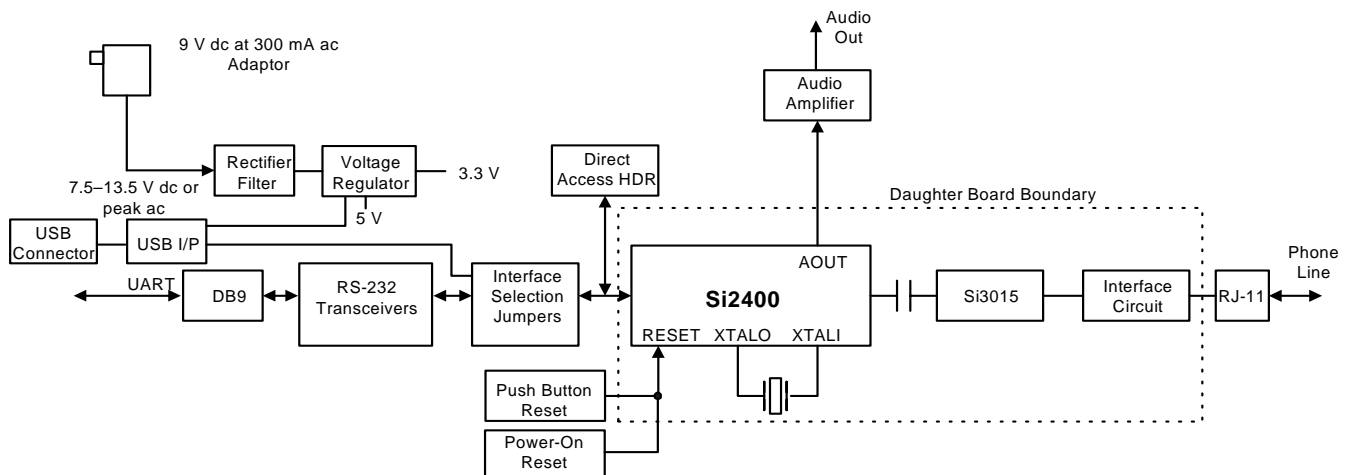 Audio
Out
9 V dc at 300 mA ac
Adaptor
Audio
Amplifier
Rectifier
Filter
Voltage
Regulator
3.3 V
Direct
Access HDR
7.5–13.5 V dc or
peak ac
5 V
Daughter Board Boundary
USB
Connector
USB I/P
AOUT
Phone
Line
UART
DB9
RS-232
Transceivers
Interface
Selection
Jumpers
Si2400
Si3015
Interface
Circuit
RJ-11
RESET XTALO XTALI
Push Button
Reset
Power-On
Reset